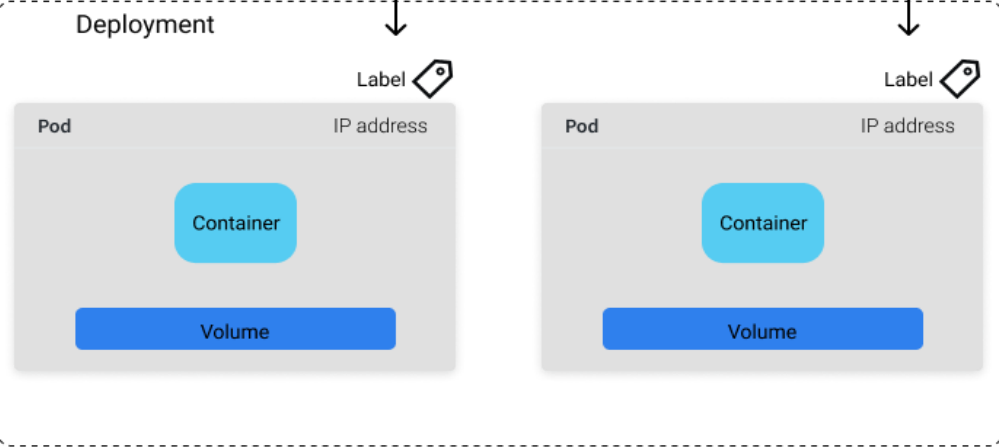 Deployment
Label
Label
Pod IP address
Pod IP address
Container
Container
Volume
Volume